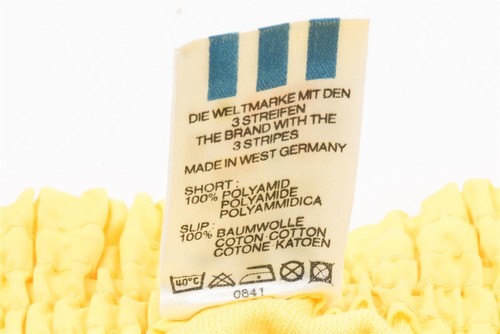 DIE WELTMARKE MIT DEN
3 STREIFEN
THE BRAND WITH THE
3 STRIPES
MADE IN WEST GERMANY
SHORT:
100% POLYAMID
POLYAMIDE
POLYAMMIDICA
SLIP:
100% BAUMWOLLE
COTON COTTON
COTONE KATOEN
40°C
0841